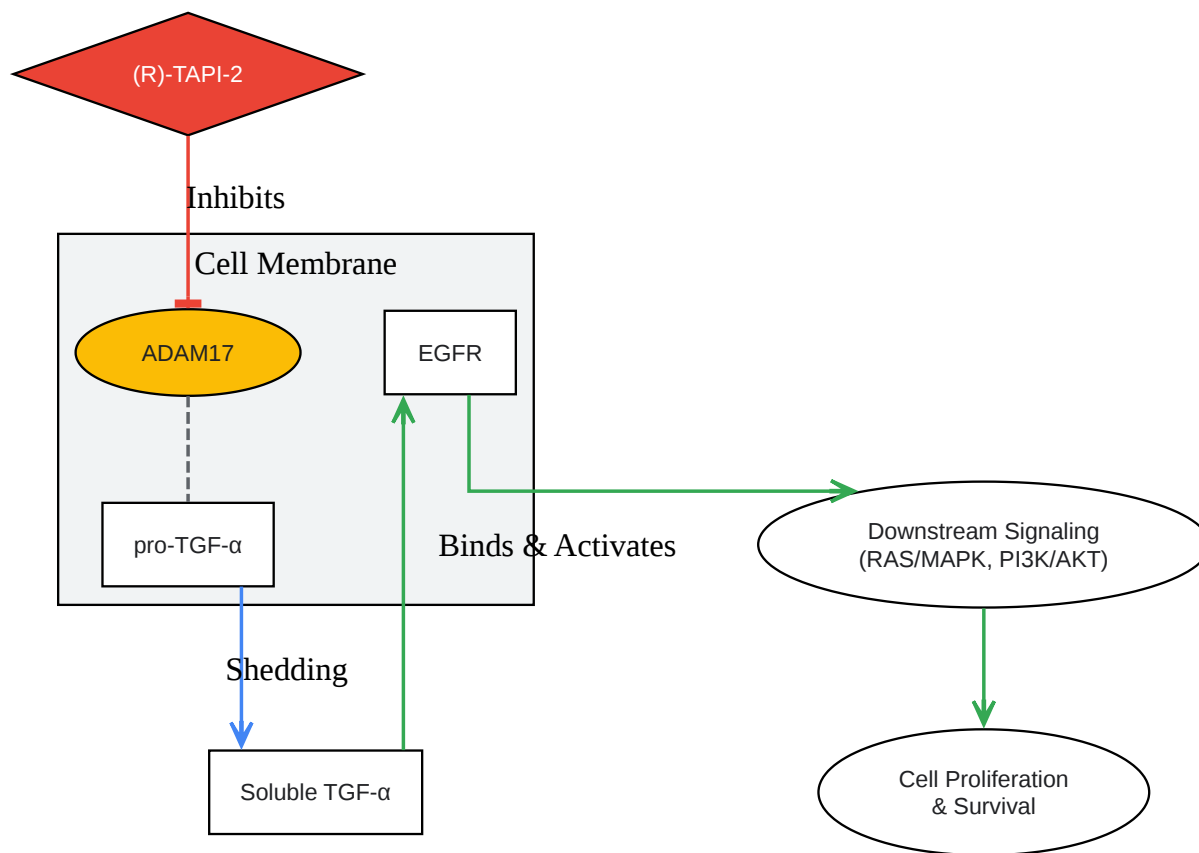 (R)-TAPI-2
Inhibits
Cell Membrane
ADAM17
EGFR
pro-TGF-α
Binds & Activates
Downstream Signaling
(RAS/MAPK, PI3K/AKT)
Shedding
Soluble TGF-α
Cell Proliferation
& Survival